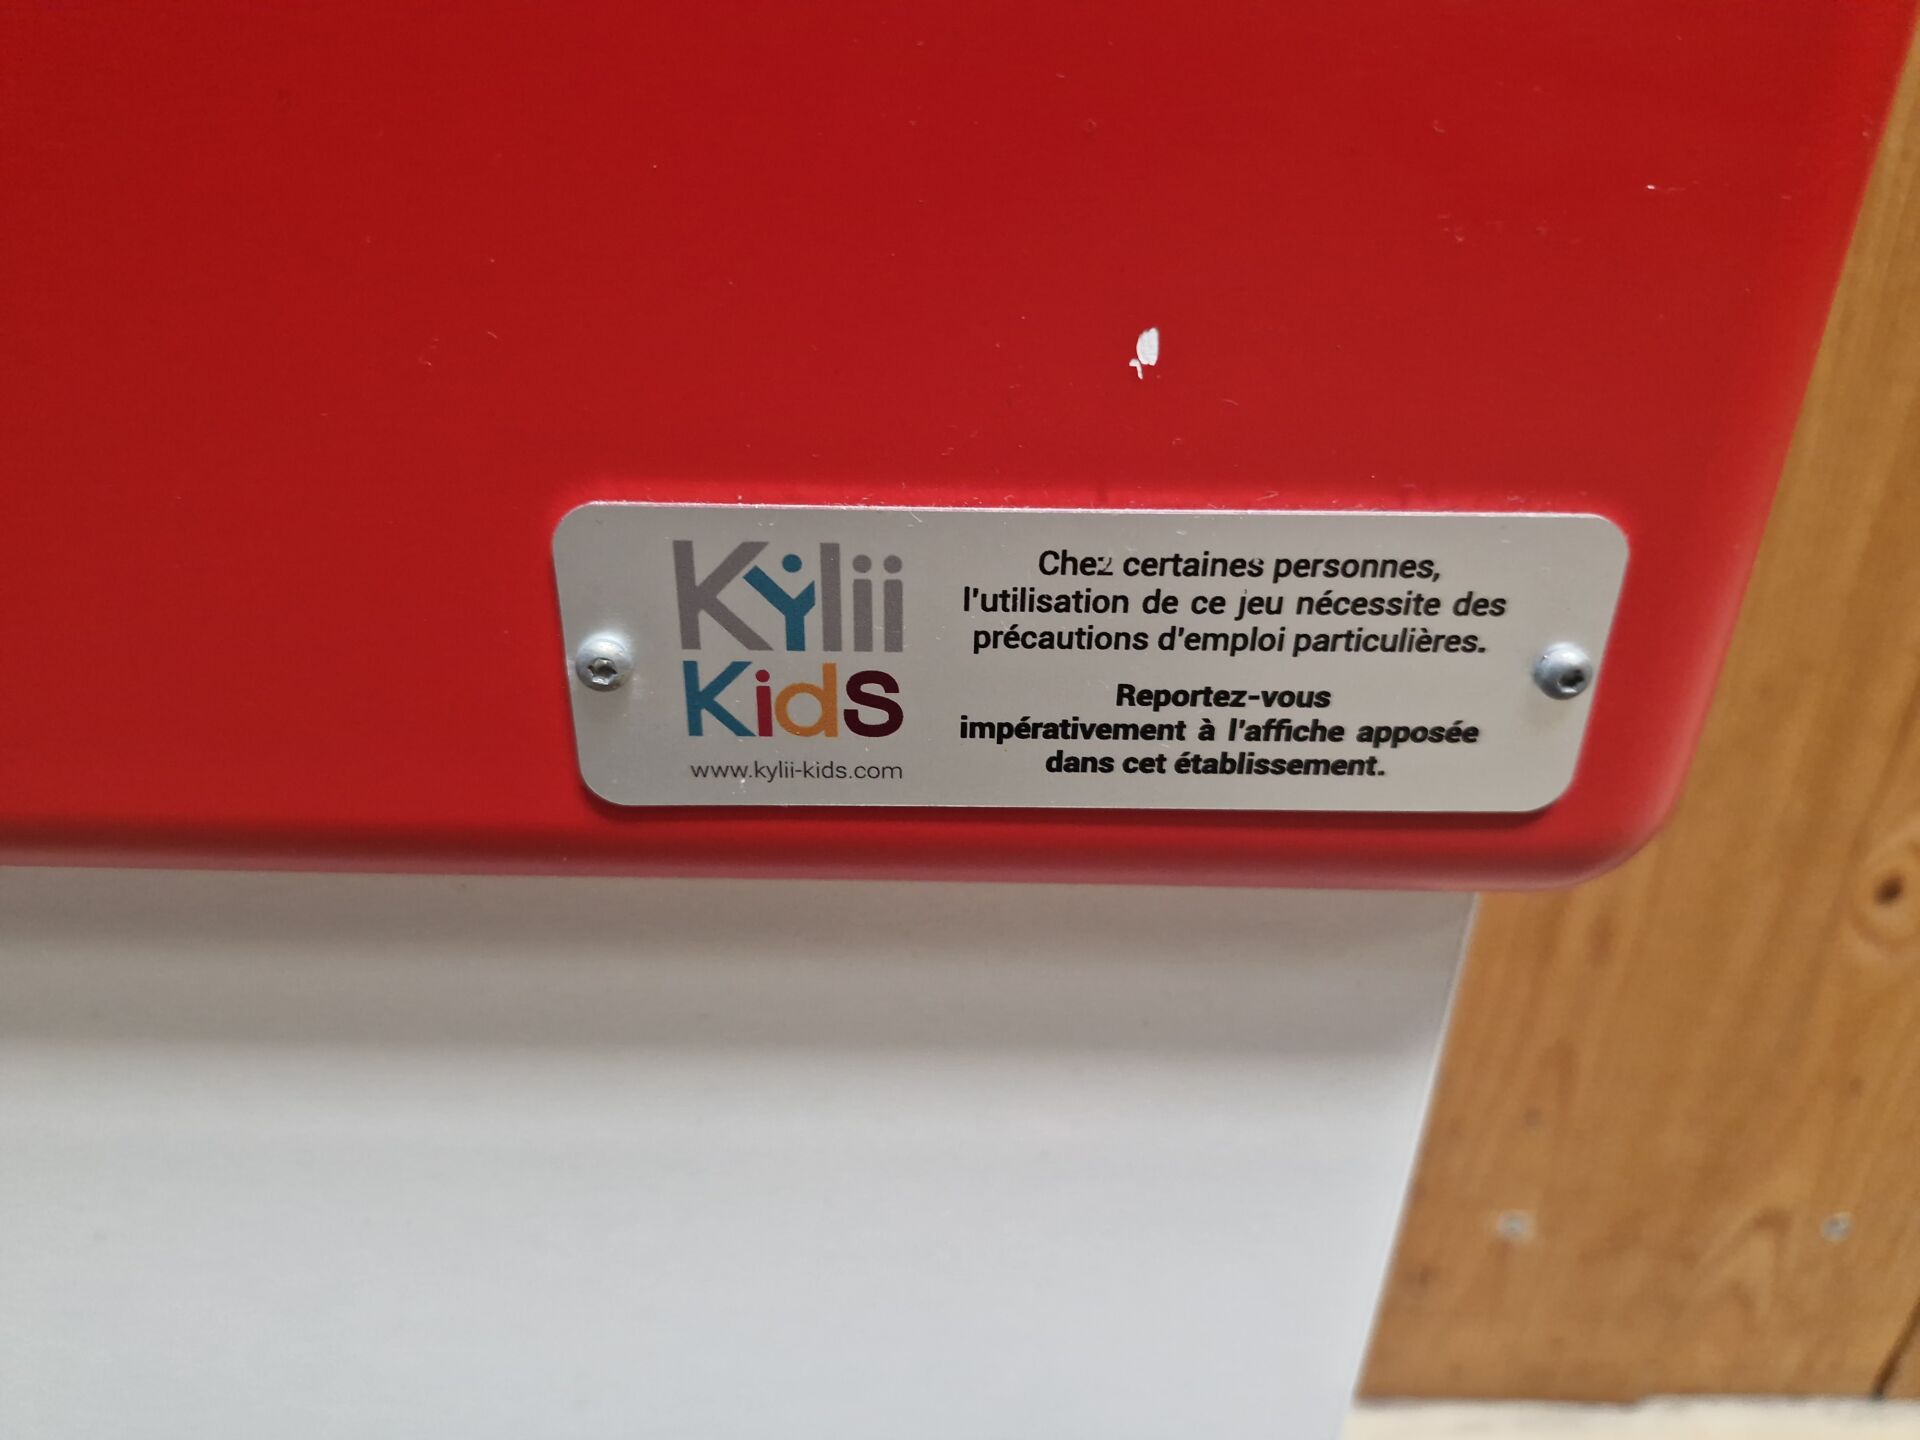 Kylii
Kids
www.kylii-kids.com
Chez certaines personnes,
l'utilisation de ce jeu nécessite des
précautions d'emploi particulières.
Reportez-vous
impérativement à l'affiche apposée
dans cet établissement.